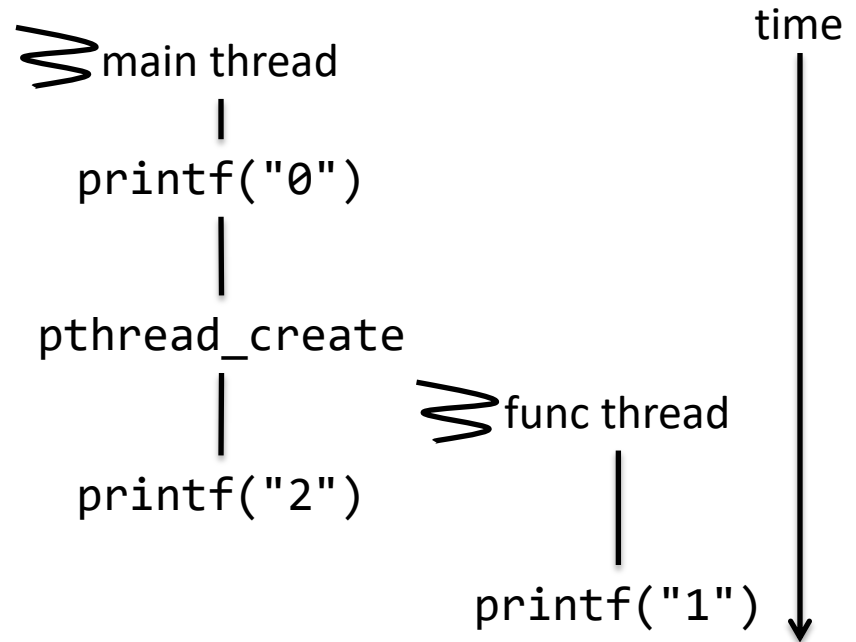 time
main thread
printf("0")
pthread_create
func thread
printf("2")
printf("1")